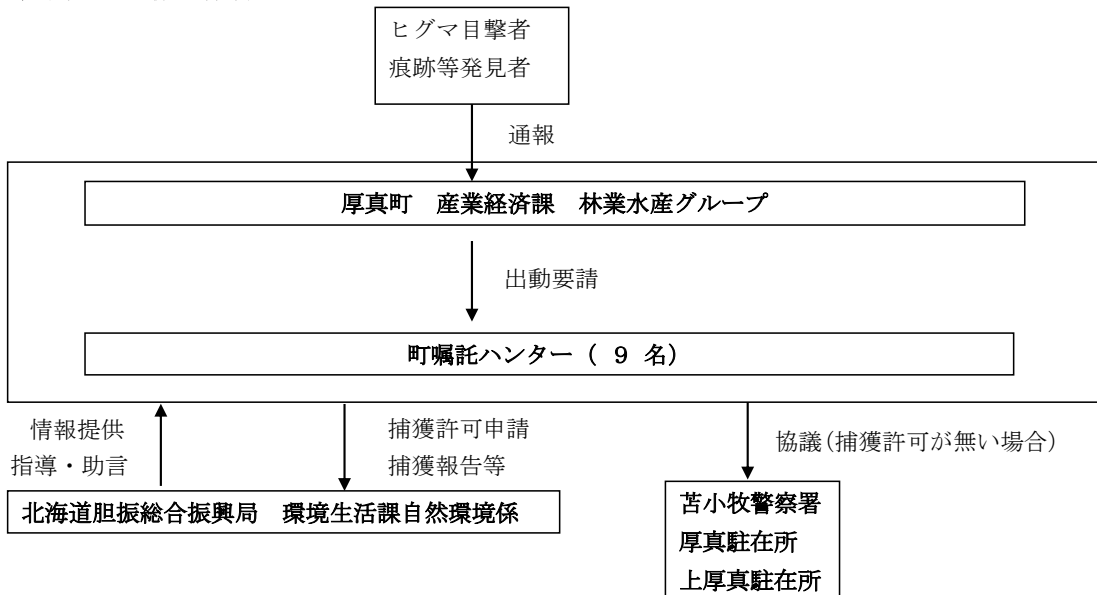 ヒグマ目撃者
痕跡等発見者
通報
厚真町　産業経済課　林業水産グループ
出動要請
町嘱託ハンター（ 9 名）
情報提供
指導・助言
捕獲許可申請
捕獲報告等
協議(捕獲許可が無い場合)
北海道胆振総合振興局　環境生活課自然環境係
苫小牧警察署
厚真駐在所
上厚真駐在所